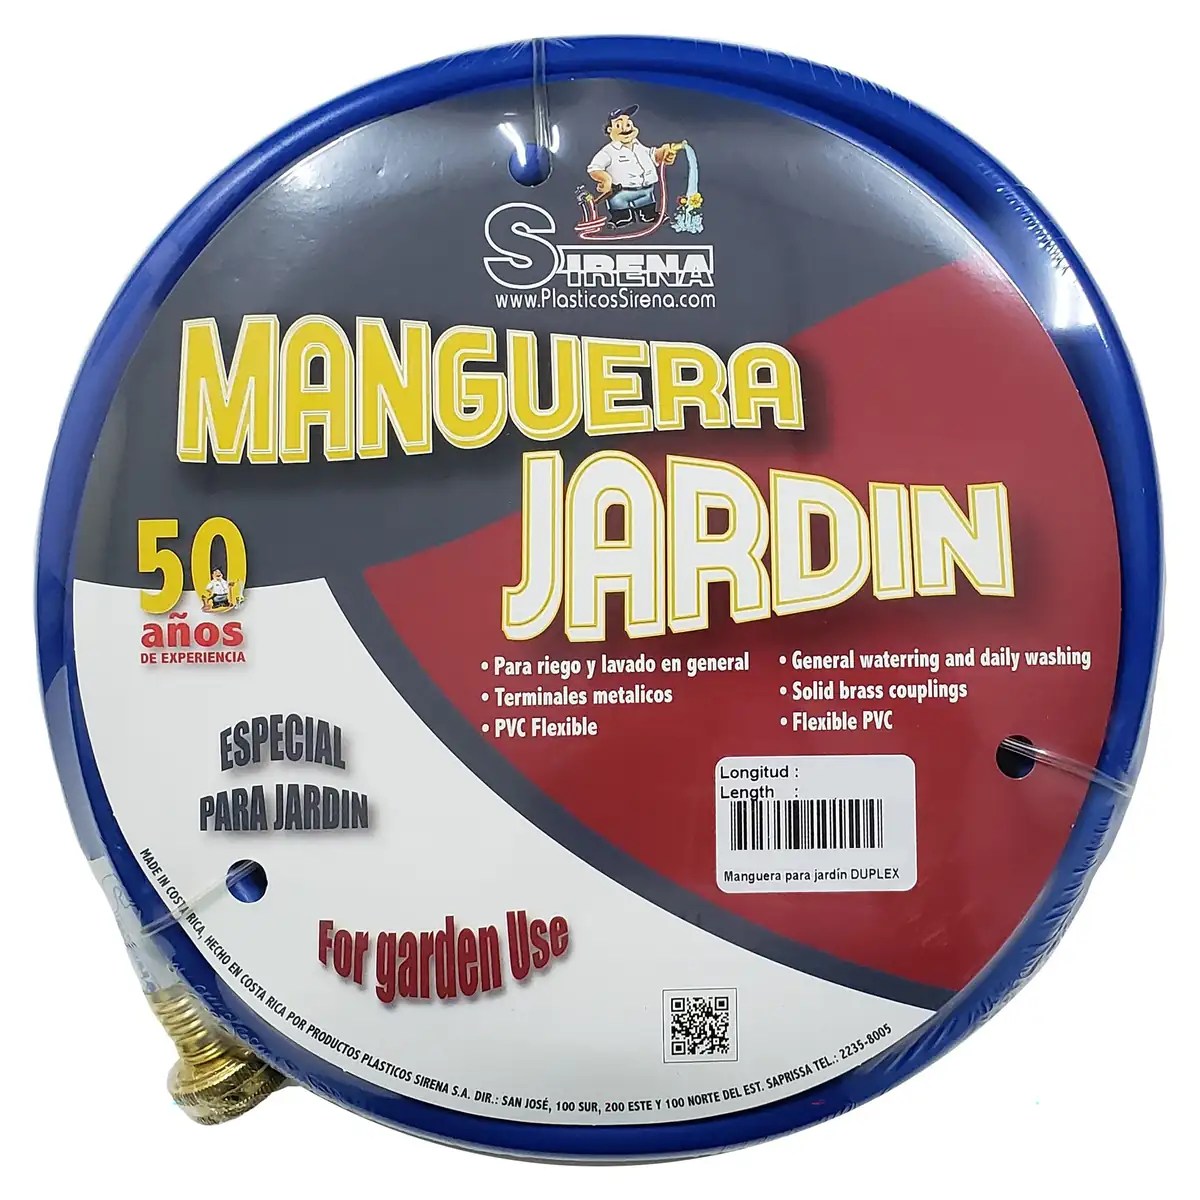 SIRENA
www.PlasticosSirena.com
MANGUERA
JARDIN
50
años
DE EXPERIENCIA
• Para riego y lavado en general
• Terminales metalicos
• PVC Flexible
• General waterring and daily washing
• Solid brass couplings
• Flexible PVC
ESPECIAL
PARA JARDIN
Longitud :
Length :
Manguera para jardín DUPLEX
For garden Use
MADE IN COSTA RICA, HECHO EN COSTA RICA POR PRODUCTOS PLASTICOS SIRENA S.A. DIR.: SAN JOSÉ, 100 SUR, 200 ESTE Y 100 NORTE DEL EST. SAPRISSA TEL.: 2235-8005